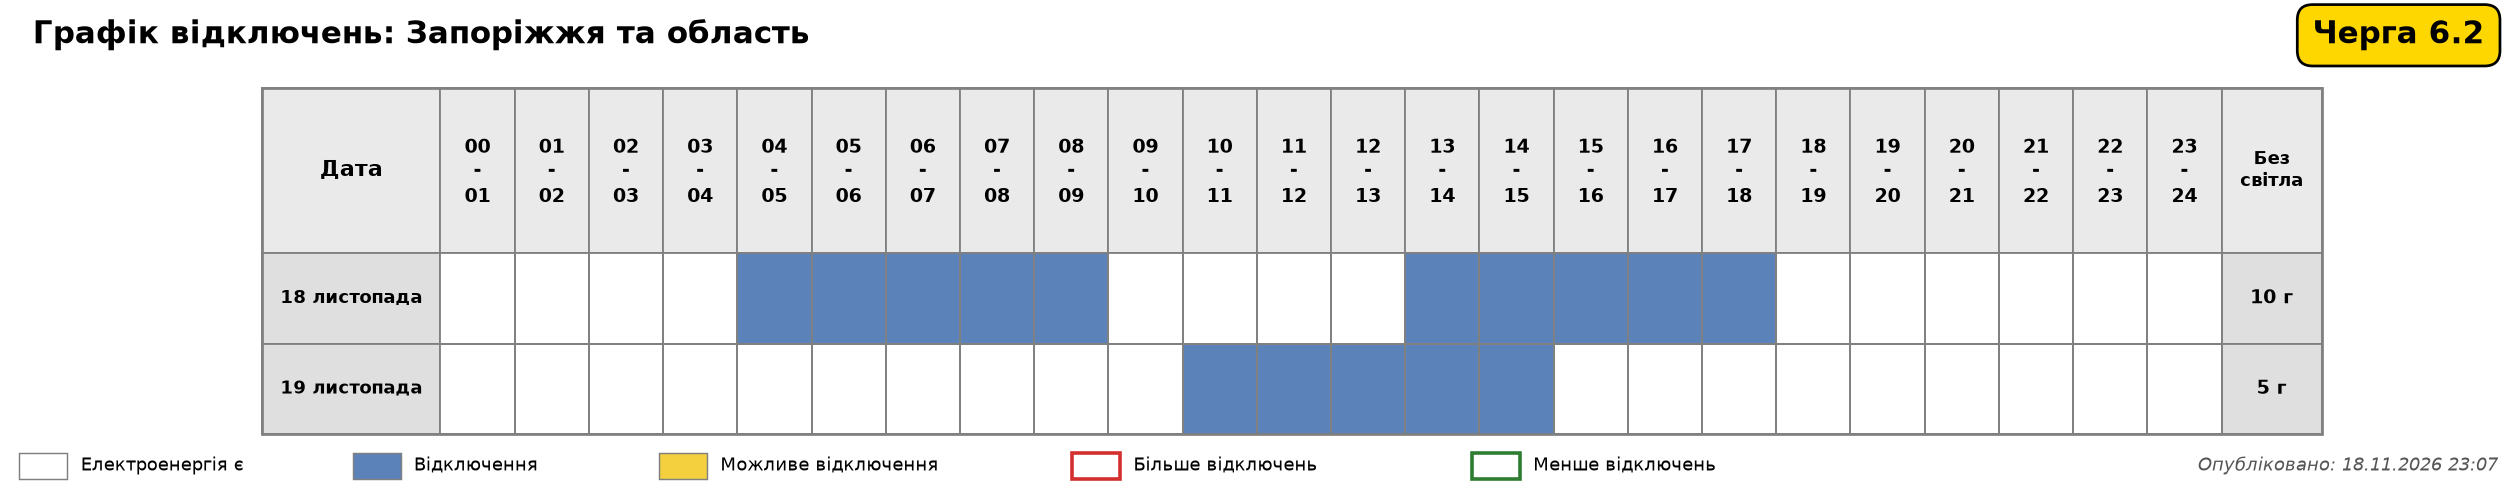 Графік відключень: Запоріжжя та область
Черга 6.2
Дата 00 - 01 01 - 02 02 - 03 03 - 04 04 - 05 05 - 06 06 - 07 07 - 08 08 - 09 09 - 10 10 - 11 11 - 12 12 - 13 13 - 14 14 - 15 15 - 16 16 - 17 17 - 18 18 - 19 19 - 20 20 - 21 21 - 22 22 - 23 23 - 24 Без світла
18 листопада 10 г
19 листопада 5 г
Електроенергія є Відключення Можливе відключення Більше відключень Менше відключень Опубліковано: 18.11.2026 23:07